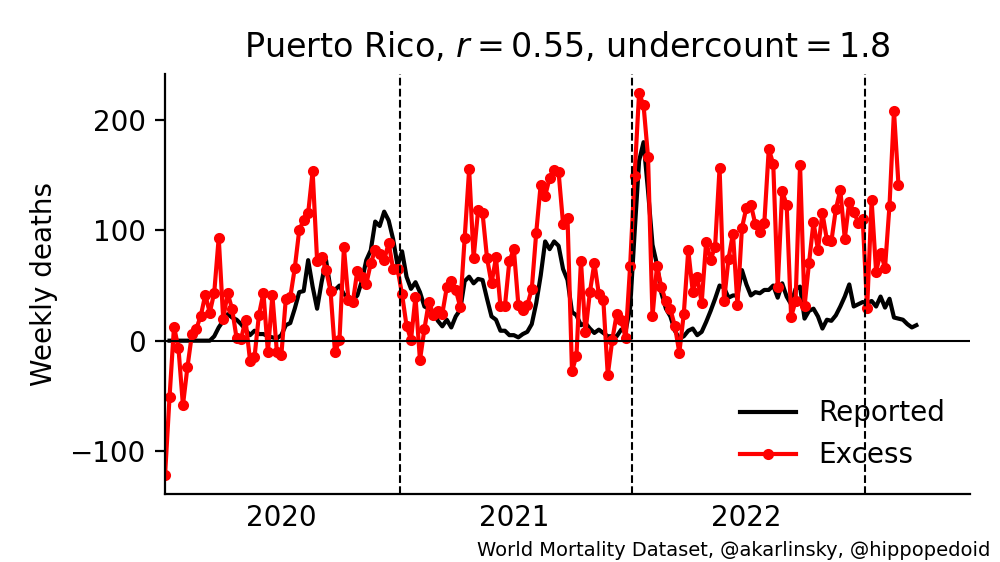 Puerto Rico, r = 0.55, undercount = 1.8
Weekly deaths
200
100
0
−100
Reported
Excess
2020 2021 2022
World Mortality Dataset, @akarlinsky, @hippopedoid